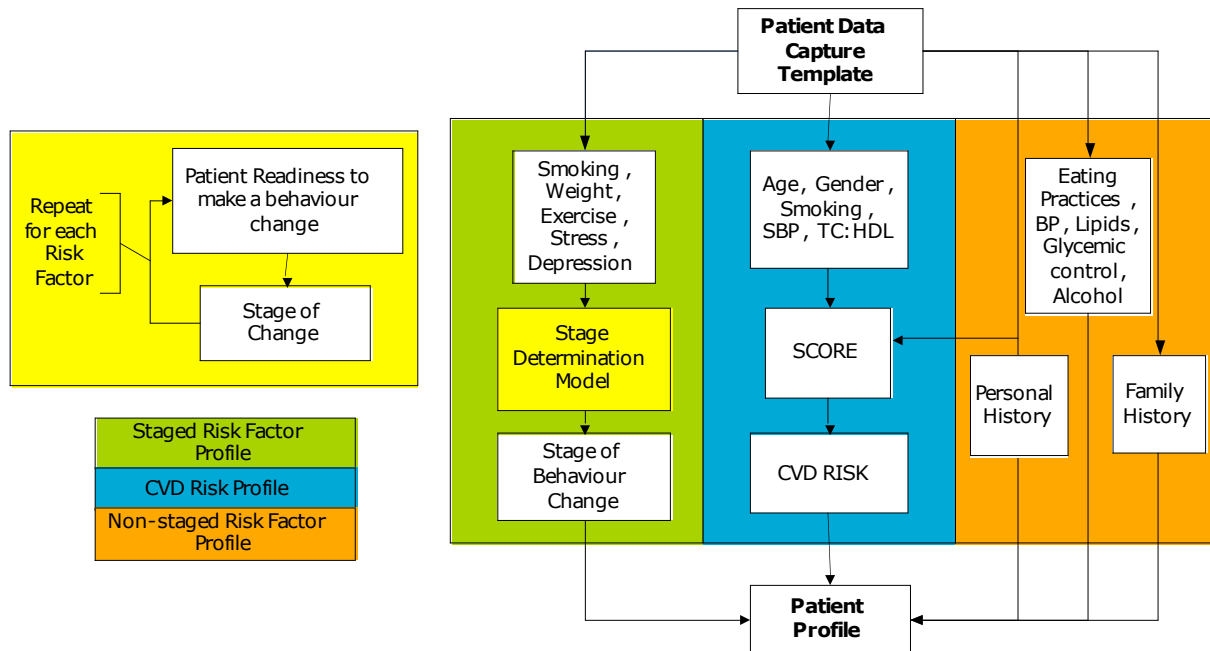 Patient Data
Capture
Template
Repeat
for each
Risk
Factor
Patient Readiness to
make a behaviour
change
Stage of
Change
Staged Risk Factor
Profile
CVD Risk Profile
Non-staged Risk Factor
Profile
Smoking ,
Weight,
Exercise ,
Stress ,
Depression
Stage
Determination
Model
Stage of
Behaviour
Change
Age, Gender,
Smoking ,
SBP, TC:HDL
SCORE
CVD RISK
Eating
Practices ,
BP, Lipids,
Glycemic
control,
Alcohol
Personal
History
Family
History
Patient
Profile